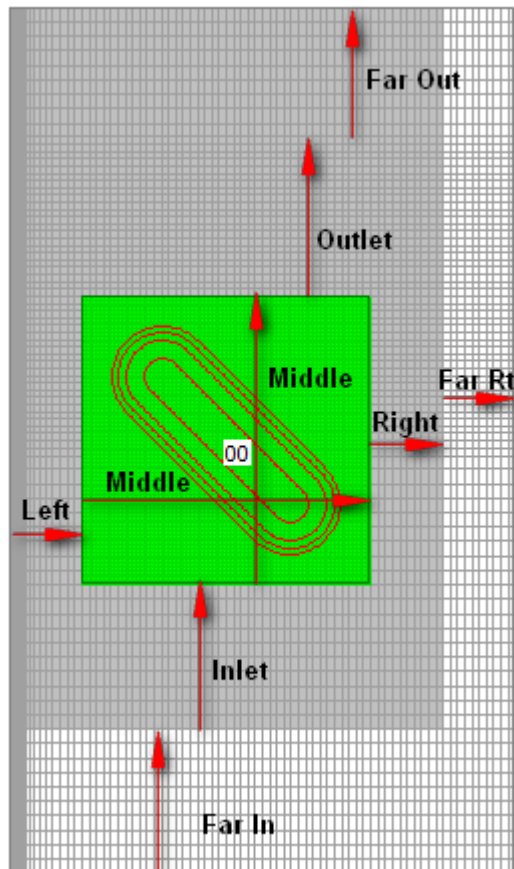 Far Out
Outlet
Middle
Far Rt
Right
00
Middle
Left
Inlet
Far In